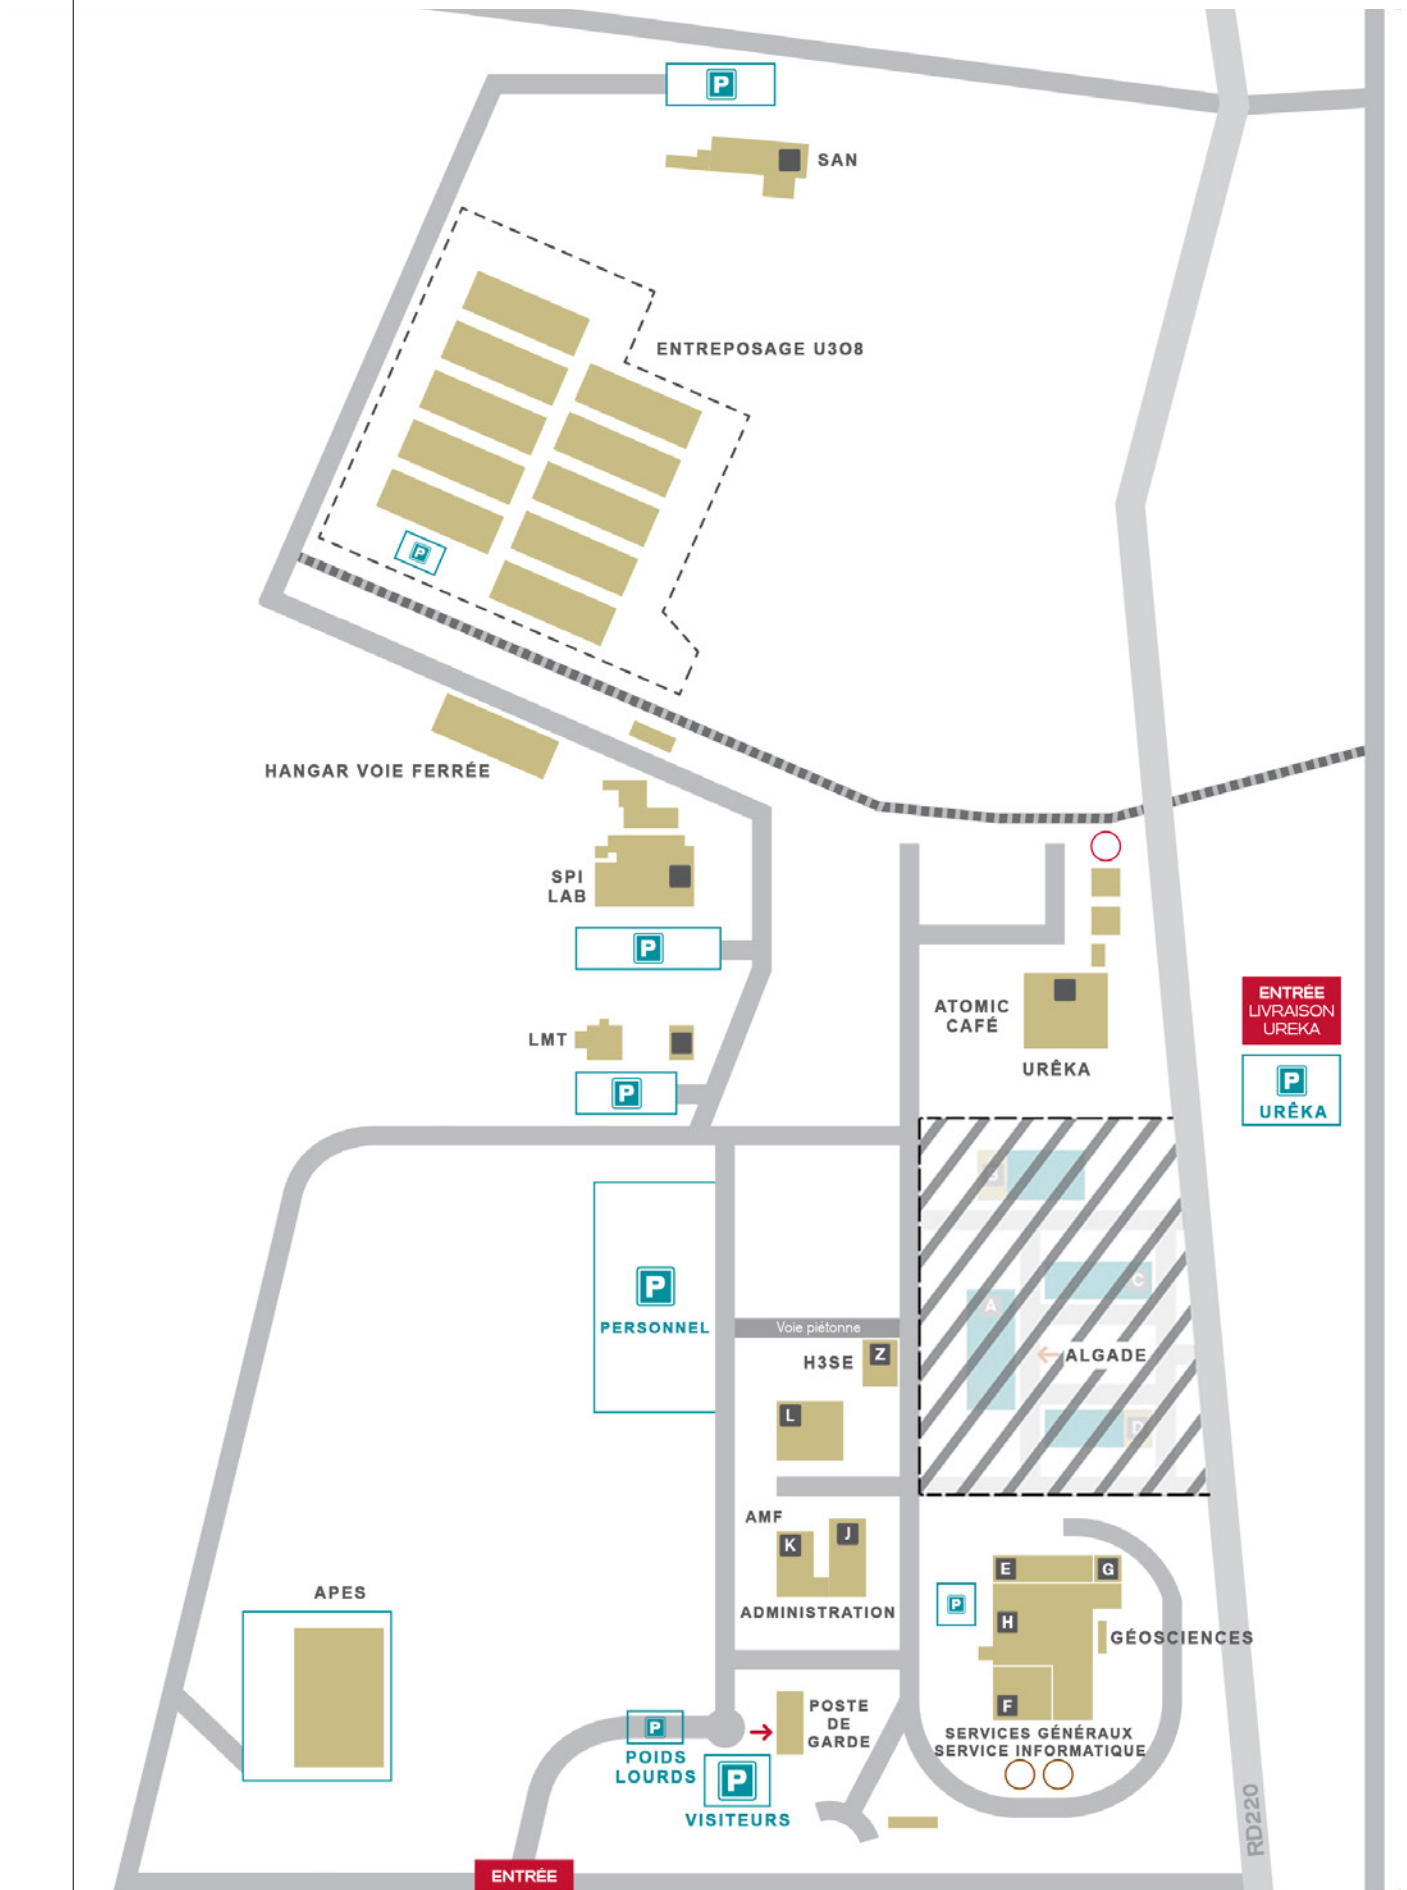 P
SAN
ENTREPOSAGE U3O8
P
HANGAR VOIE FERRÉE
SPI
LAB
P
ATOMIC
CAFÉ
URÊKA
ENTRÉE
LIVRAISON
UREKA
P
URÊKA
LMT
P
B
C
A
ALGADE
D
P
PERSONNEL
Voie piétonne
H3SE
Z
L
AMF
K
J
ADMINISTRATION
E
G
P
H
GÉOSCIENCES
F
SERVICES GÉNÉRAUX
SERVICE INFORMATIQUE
APES
POSTE
DE
GARDE
P
POIDS
LOURDS
P
VISITEURS
RD220
ENTRÉE